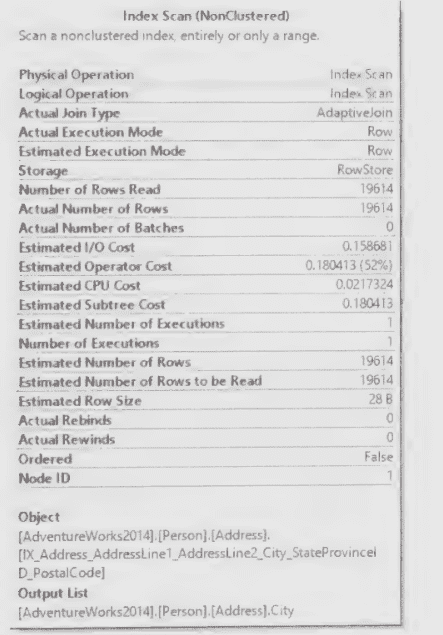 Index Scan (NonClustered)
Scan a nonclustered index, entirely or only a range.
Physical Operation Index Scan
Logical Operation Index Scan
Actual Join Type AdaptiveJoin
Actual Execution Mode Row
Estimated Execution Mode Row
Storage RowStore
Number of Rows Read 19614
Actual Number of Rows 19614
Actual Number of Batches 0
Estimated I/O Cost 0.158681
Estimated Operator Cost 0.180413 (52%)
Estimated CPU Cost 0.0217324
Estimated Subtree Cost 0.180413
Estimated Number of Executions 1
Number of Executions 1
Estimated Number of Rows 19614
Estimated Number of Rows to be Read 19614
Estimated Row Size 28 B
Actual Rebinds 0
Actual Rewinds 0
Ordered False
Node ID 1
Object
[AdventureWorks2014].[Person].[Address].
[IX_Address_AddressLine1_AddressLine2_City_StateProvinceI
D_PostalCode]
Output List
[AdventureWorks2014].[Person].[Address].City